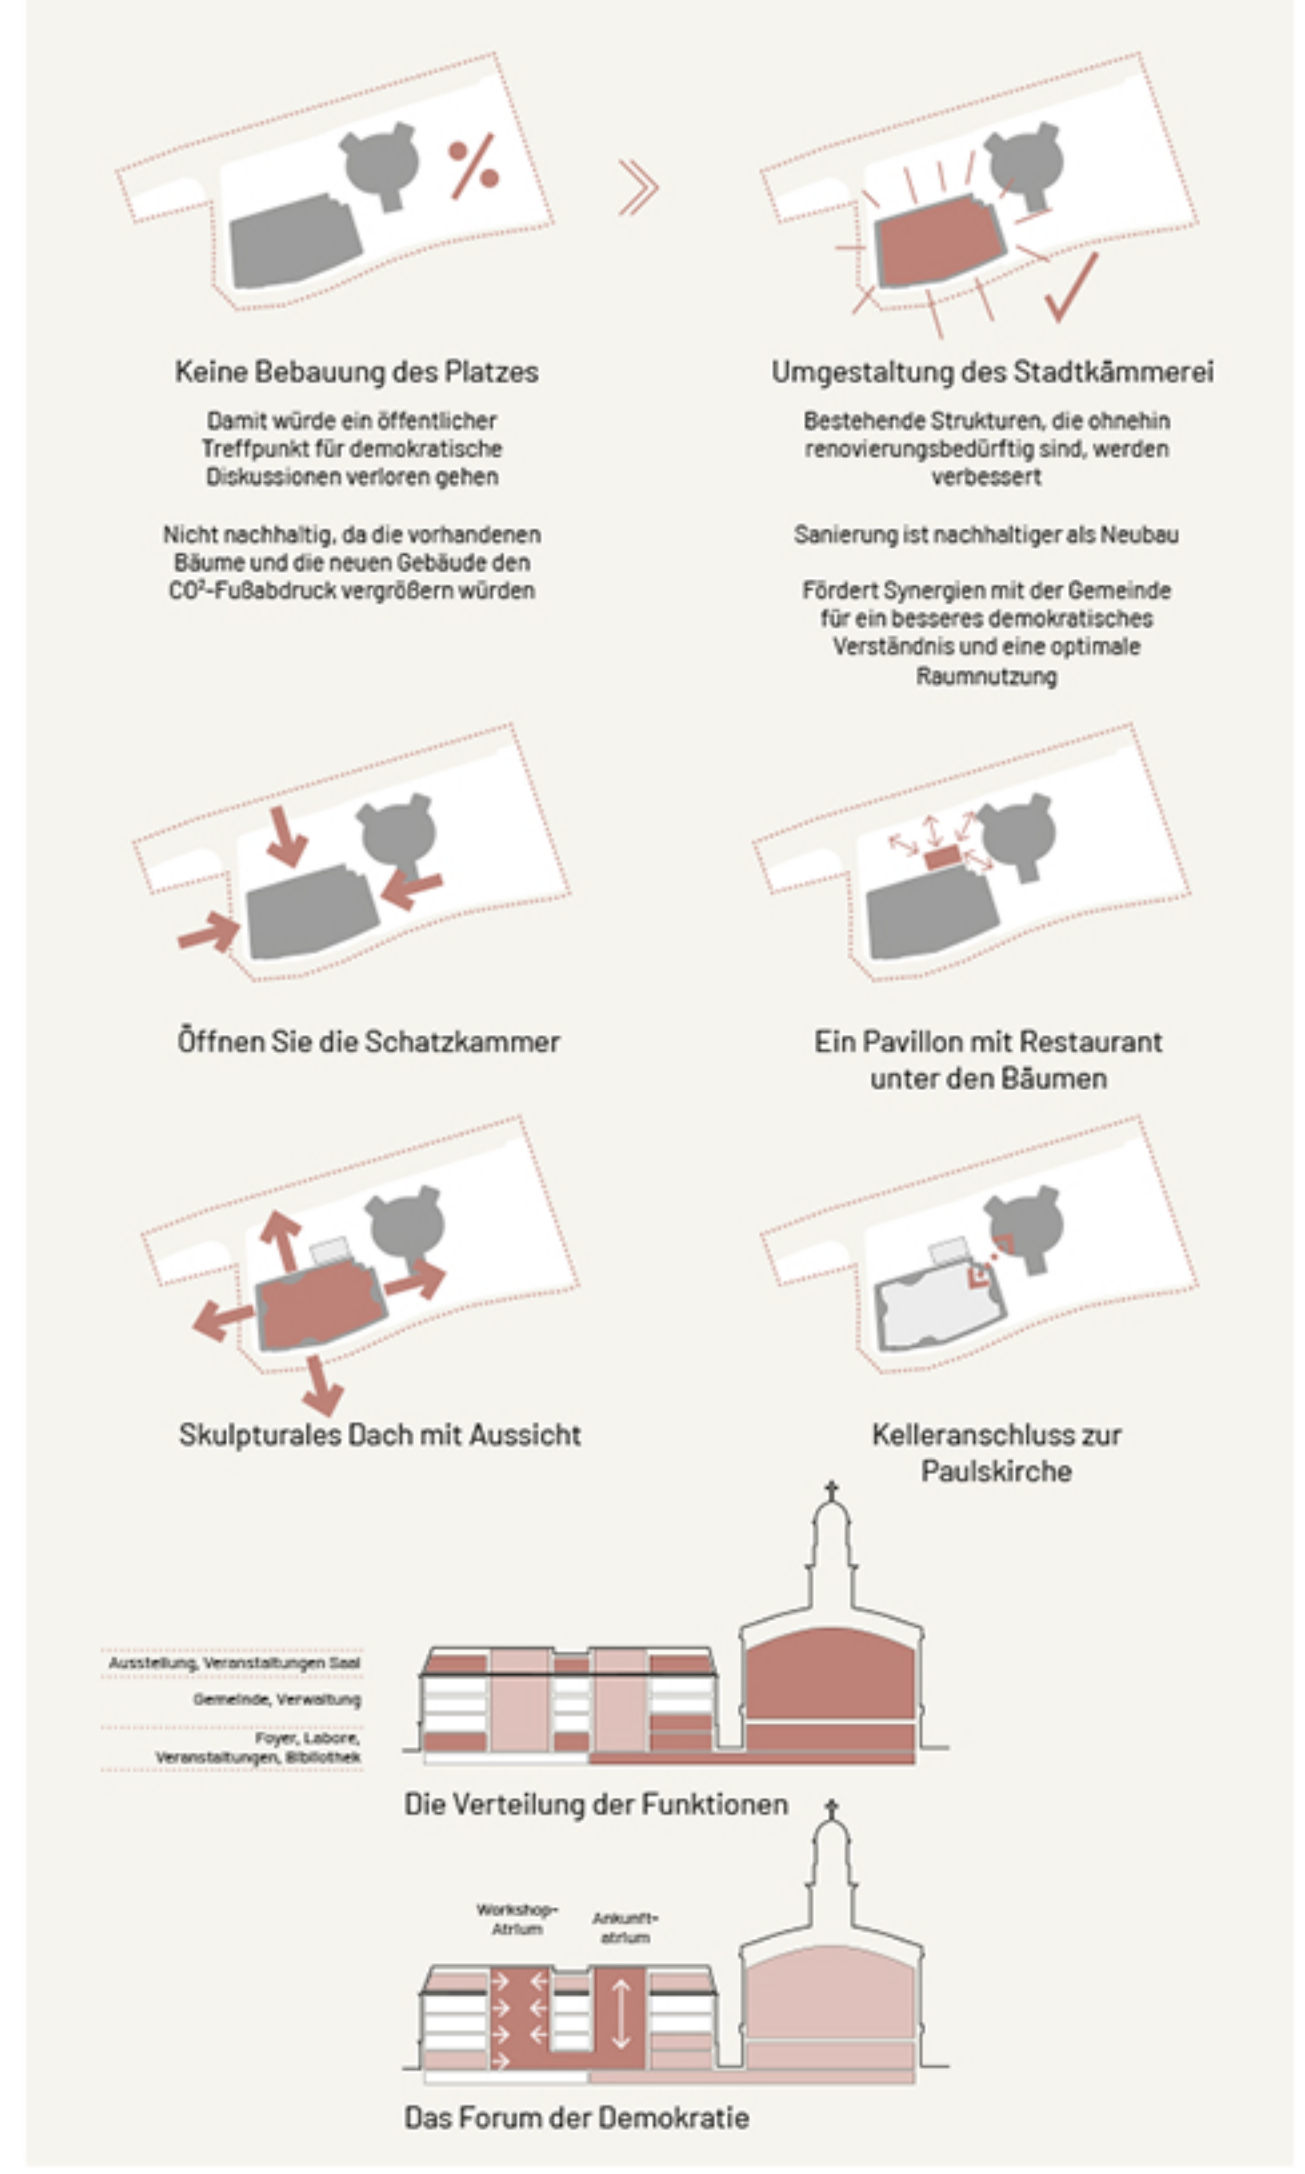 Keine Bebauung des Platzes
Damit würde ein öffentlicher
Treffpunkt für demokratische
Diskussionen verloren gehen
Nicht nachhaltig, da die vorhandenen
Bäume und die neuen Gebäude den
CO²-Fußabdruck vergrößern würden
Umgestaltung des Stadtkämmerei
Bestehende Strukturen, die ohnehin
renovierungsbedürftig sind, werden
verbessert
Sanierung ist nachhaltiger als Neubau
Fördert Synergien mit der Gemeinde
für ein besseres demokratisches
Verständnis und eine optimale
Raumnutzung
Öffnen Sie die Schatzkammer
Ein Pavillon mit Restaurant
unter den Bäumen
Skulpturales Dach mit Aussicht
Kelleranschluss zur
Paulskirche
Ausstellung, Veranstaltungen Saal
Gemeinde, Verwaltung
Foyer, Labore,
Veranstaltungen, Bibliothek
Die Verteilung der Funktionen
Workshop-
Atrium
Ankunft-
atrium
Das Forum der Demokratie